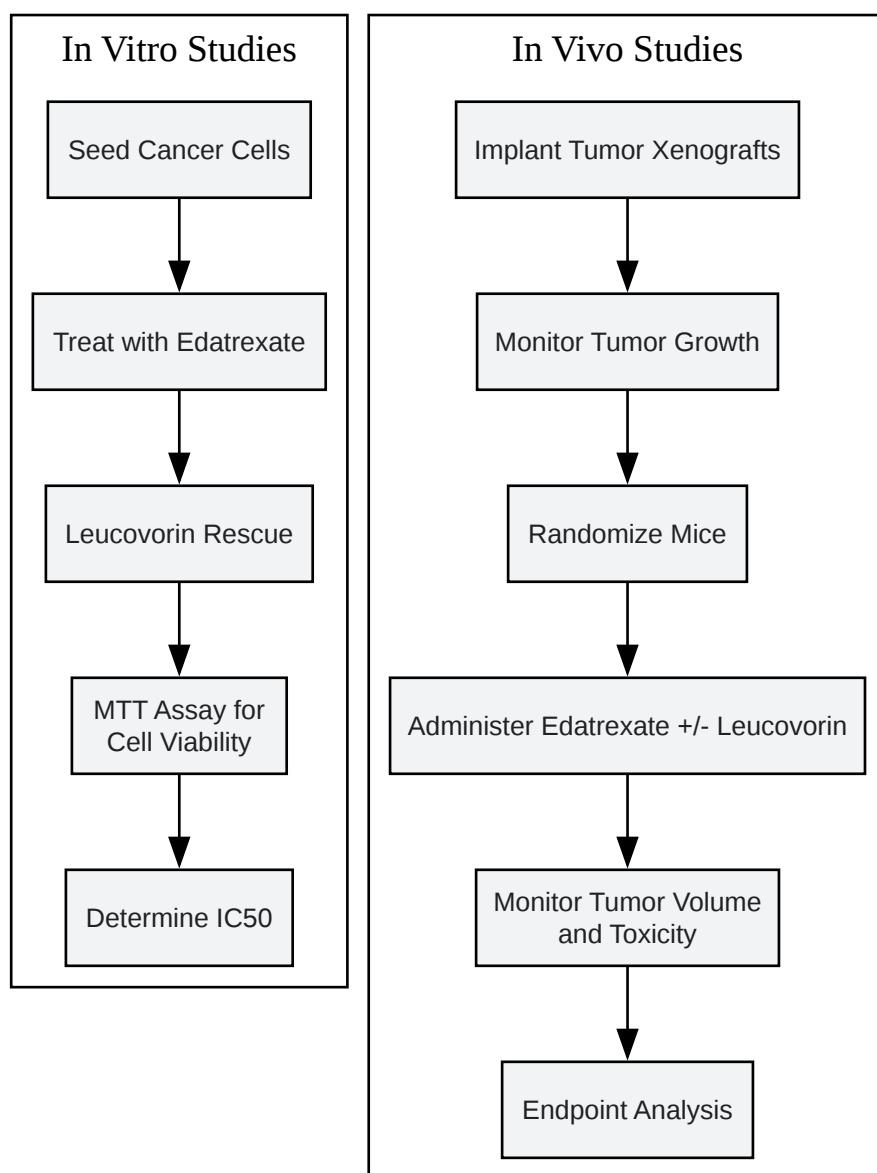 In Vitro Studies
Seed Cancer Cells
Treat with Edatrexate
Leucovorin Rescue
MTT Assay for
Cell Viability
Determine IC50
In Vivo Studies
Implant Tumor Xenografts
Monitor Tumor Growth
Randomize Mice
Administer Edatrexate +/- Leucovorin
Monitor Tumor Volume
and Toxicity
Endpoint Analysis